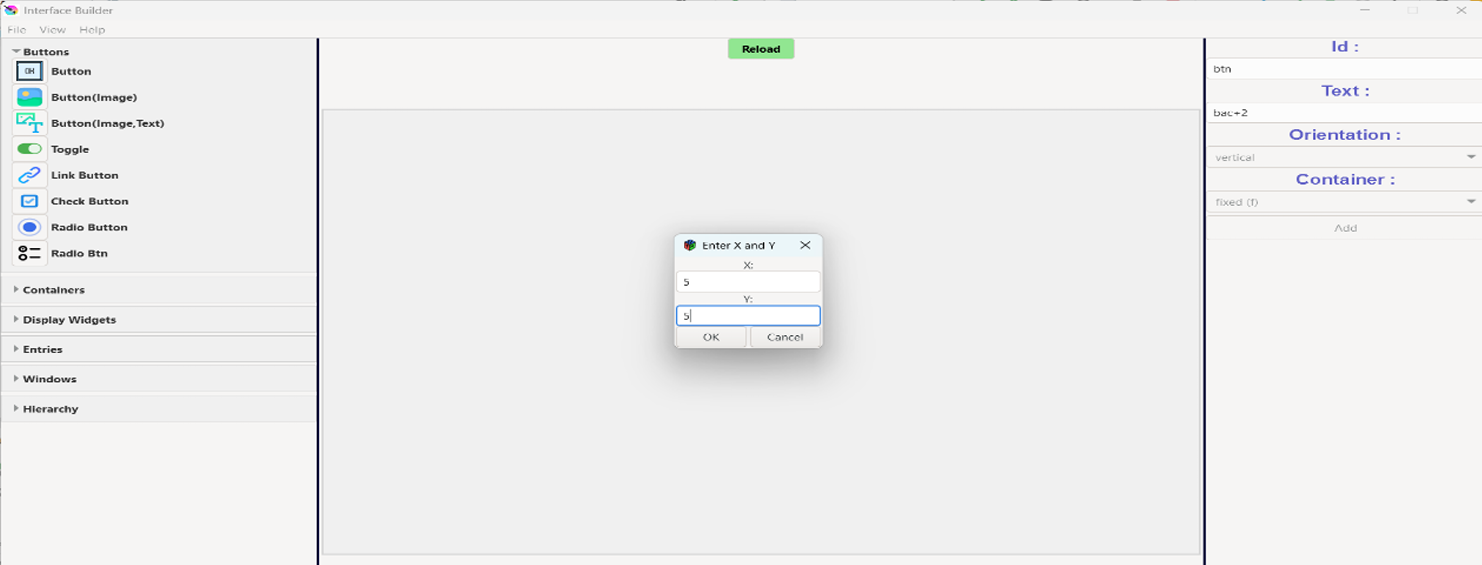 Interface Builder
File View Help
Buttons
OK
Button
Button(Image)
Button(Image,Text)
Toggle
Link Button
Check Button
Radio Button
Radio Btn
Containers
Display Widgets
Entries
Windows
Hierarchy
Reload
Enter X and Y
X:
5
Y:
5
OK Cancel
Id :
btn
Text :
bac+2
Orientation :
vertical
Container :
fixed (f)
Add